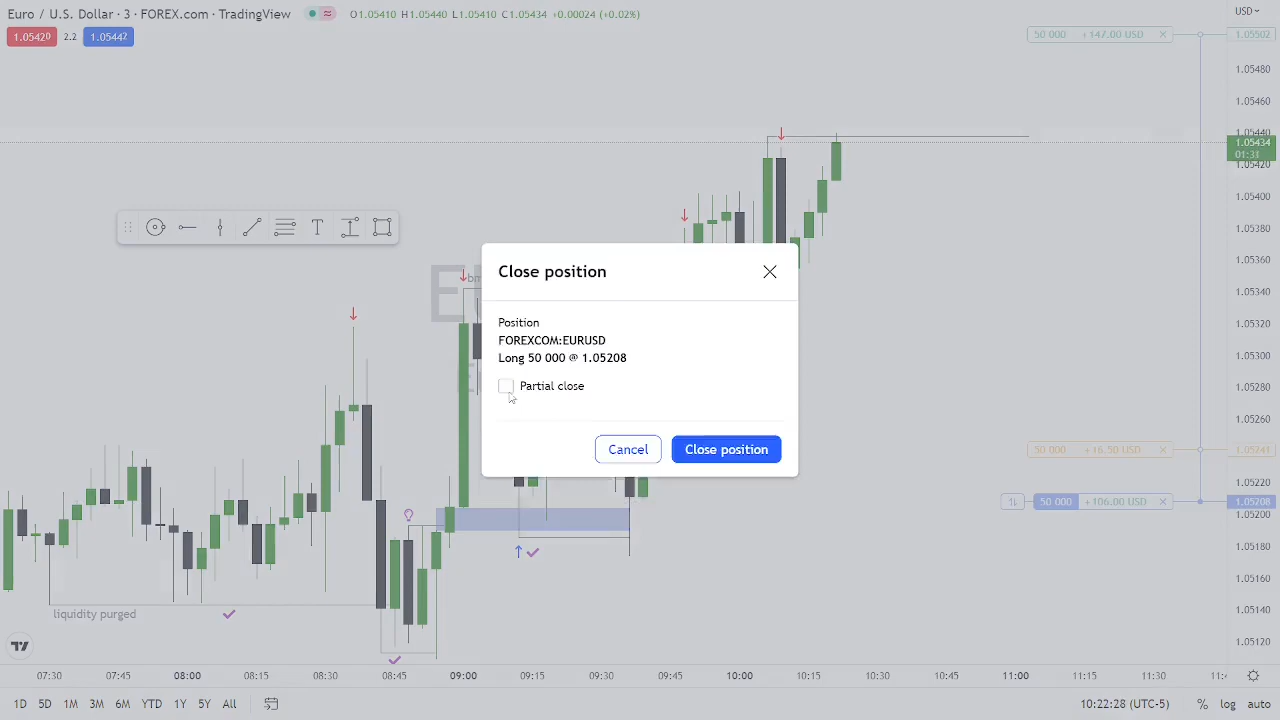 Euro / U.S. Dollar · 3 · FOREX.com · TradingView
O1.05410 H1.05440 L1.05410 C1.05434 +0.00024 (+0.02%)
USD
1.05420 2.2 1.05442
50 000 +147.00 USD 1.05502
1.05480
1.05460
1.05440
1.05434
01:31
1.05420
1.05400
1.05380
1.05360
1.05340
1.05320
1.05300
1.05280
1.05260
50 000 +16.50 USD 1.05241
1.05220
50 000 +106.00 USD 1.05208
1.05200
1.05180
1.05160
1.05140
1.05120
Close position
Position
FOREXCOM:EURUSD
Long 50 000 @ 1.05208
Partial close
Cancel Close position
liquidity purged
07:30 07:45 08:00 08:15 08:30 08:45 09:00 09:15 09:30 09:45 10:00 10:15 10:30 10:45 11:00 11:15 11:30
1D 5D 1M 3M 6M YTD 1Y 5Y All
10:22:28 (UTC-5) % log auto